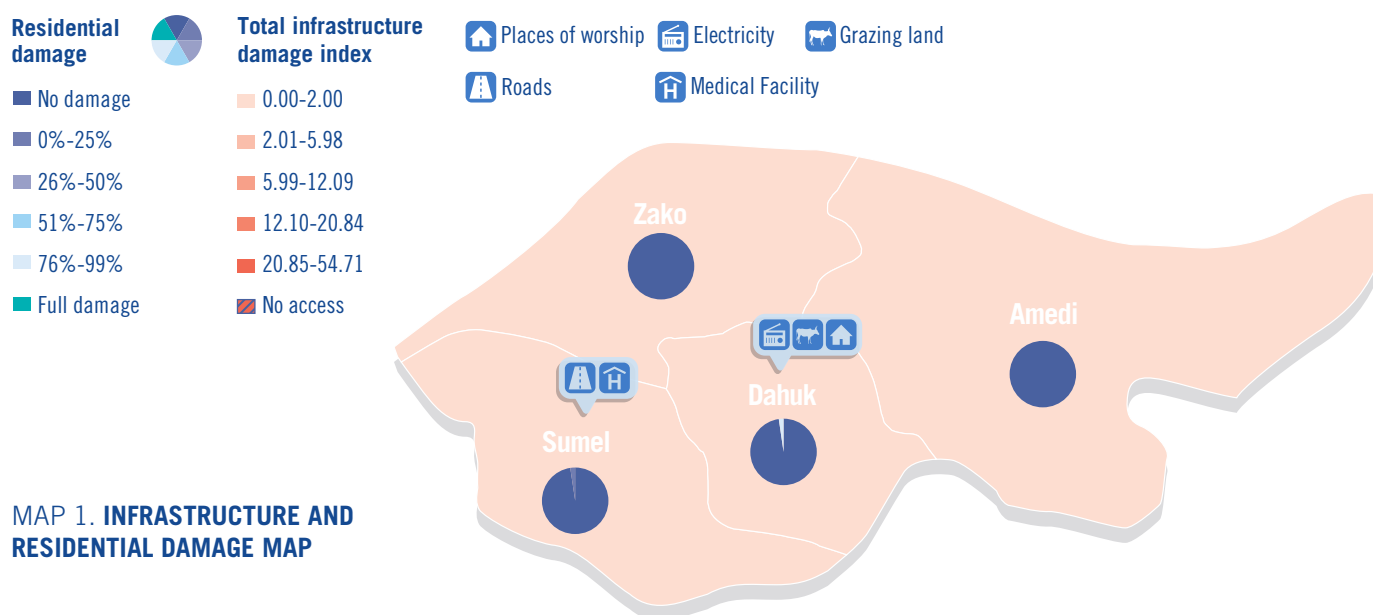 Residential
damage
No damage
0%-25%
26%-50%
51%-75%
76%-99%
Full damage
Total infrastructure
damage index
0.00-2.00
2.01-5.98
5.99-12.09
12.10-20.84
20.85-54.71
No access
Places of worship
Electricity
Grazing land
Roads
H
Medical Facility
Zako
Amedi
Dahuk
H
Sumel
MAP 1. INFRASTRUCTURE AND
RESIDENTIAL DAMAGE MAP